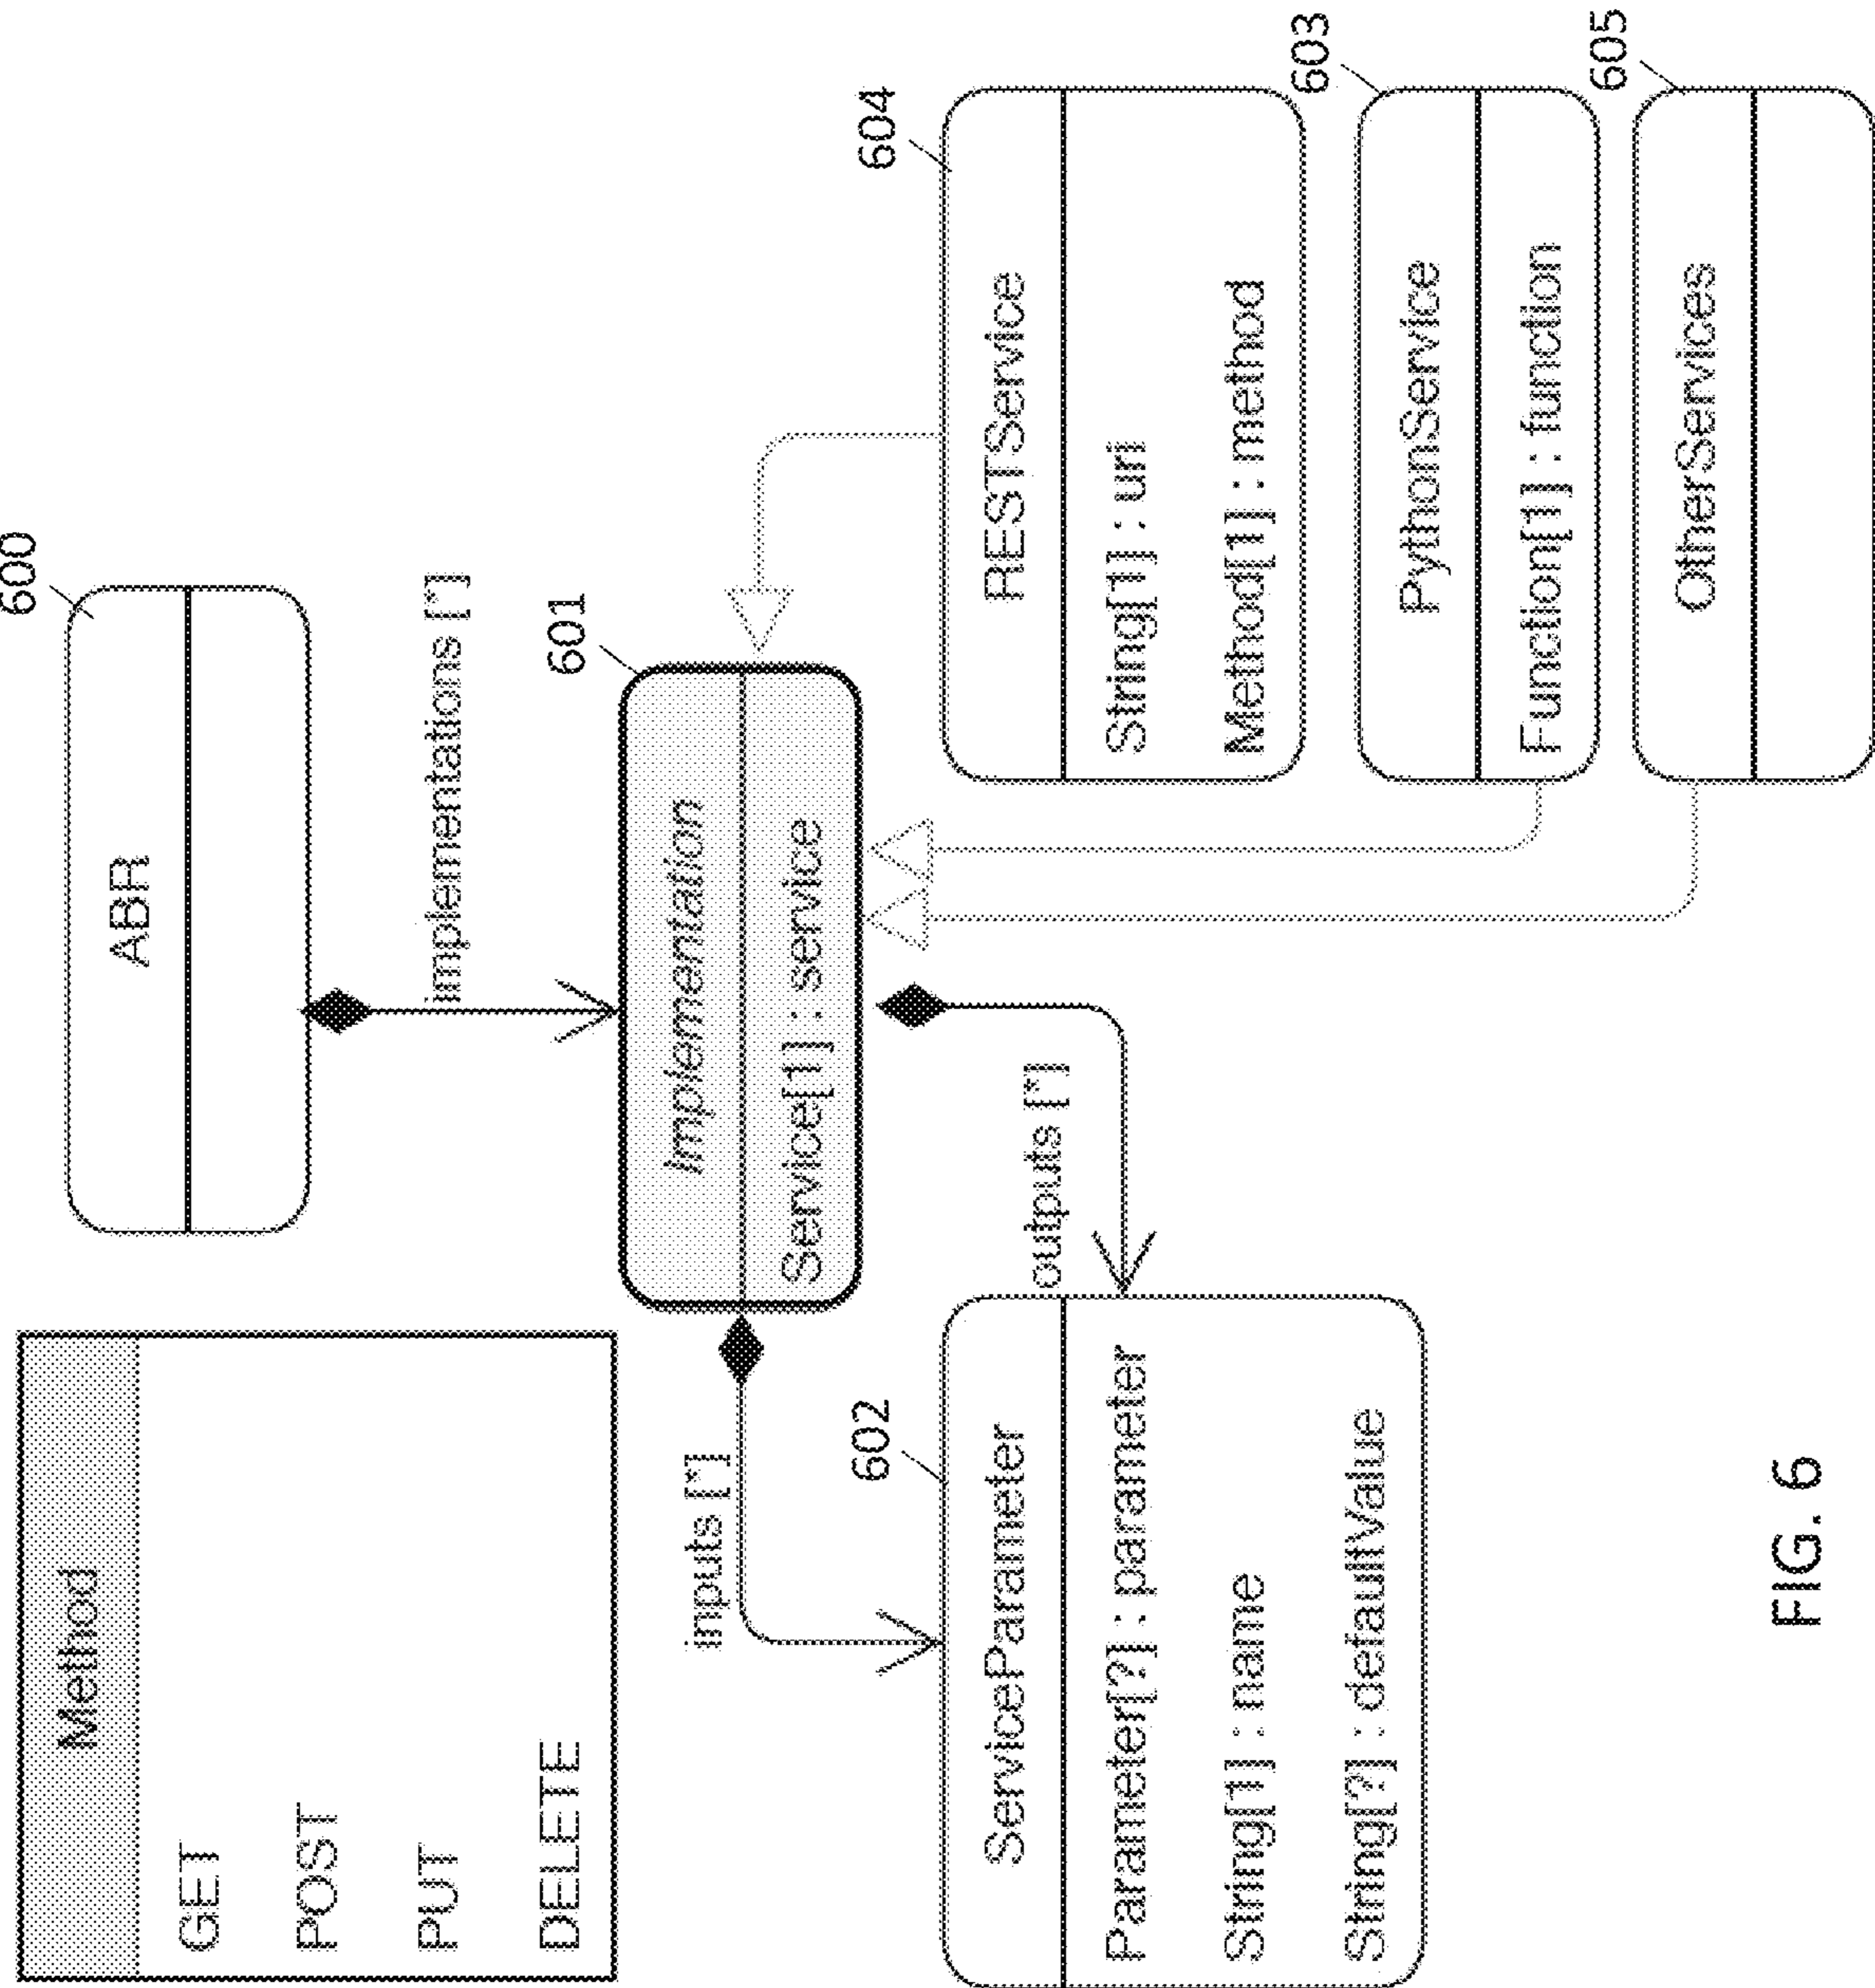 Method
GET
POST
PUT
DELETE
600
ABR
implementations [*]
601
Implementation
Service[1] : service
inputs [*]
outputs [*]
602
ServiceParameter
Parameter[?] : parameter
String[1] : name
String[?] : defaultValue
604
RESTService
String[1] : uri
Method[1] : method
603
PythonService
Function[1] : function
605
OtherServices
FIG. 6